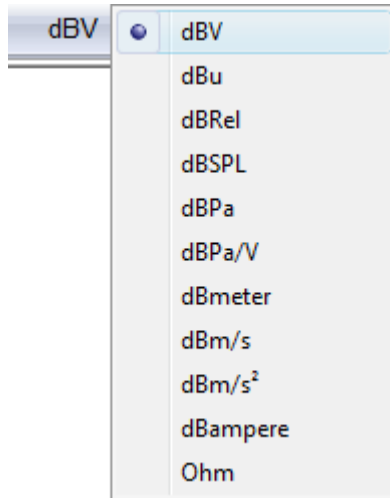 dBV
dBV
dBu
dBRel
dBSPL
dBPa
dBPa/V
dBmeter
dBm/s
dBm/s²
dBampere
Ohm